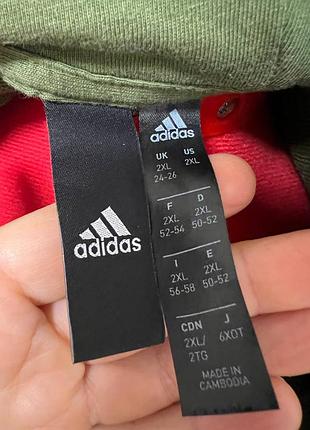 adidas
adidas
UK US
2XL 2XL
24-26
F D
2XL 2XL
52-54 50-52
I E
2XL 2XL
56-58 50-52
CDN J
2XL/ 6XOT
2TG
MADE IN
CAMBODIA